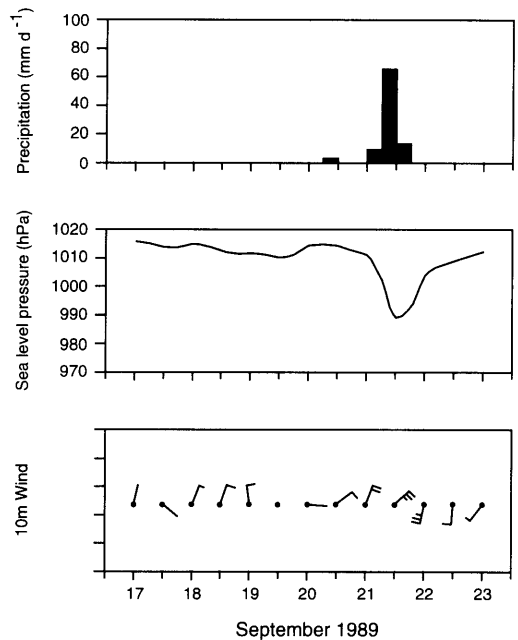 Precipitation (mm d⁻¹)
100
80
60
40
20
0
Sea level pressure (hPa)
1020
1010
1000
990
980
970
10m Wind
17 18 19 20 21 22 23
September 1989